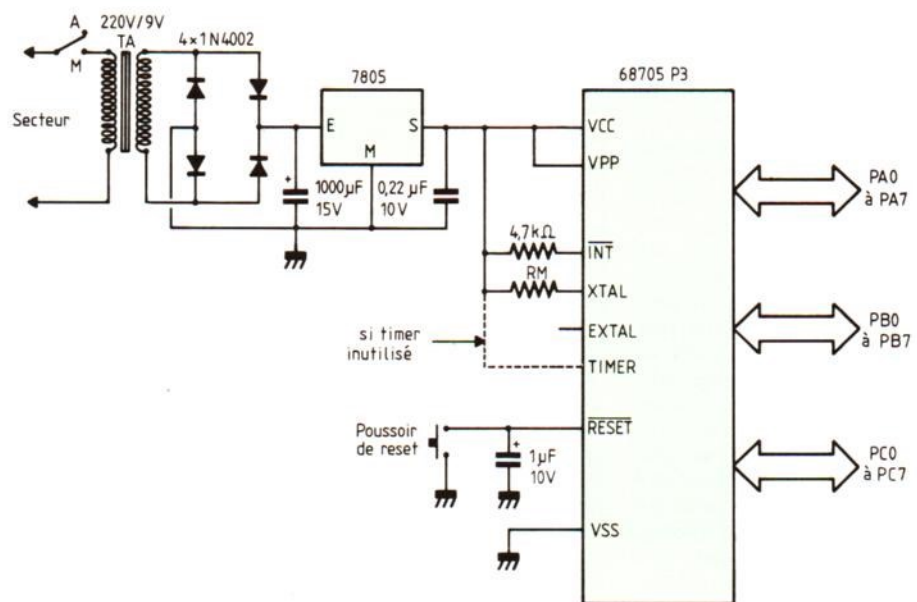 220V/9V
A
TA
4×1N4002
M
Secteur
7805
E
S
M
+
1000µF
15V
0,22 µF
10V
68705 P3
VCC
VPP
4,7kΩ
INT
RM
XTAL
EXTAL
TIMER
si timer
inutilisé
Poussoir
de reset
RESET
+
1µF
10V
VSS
PA0
à PA7
PB0
à PB7
PC0
à PC7